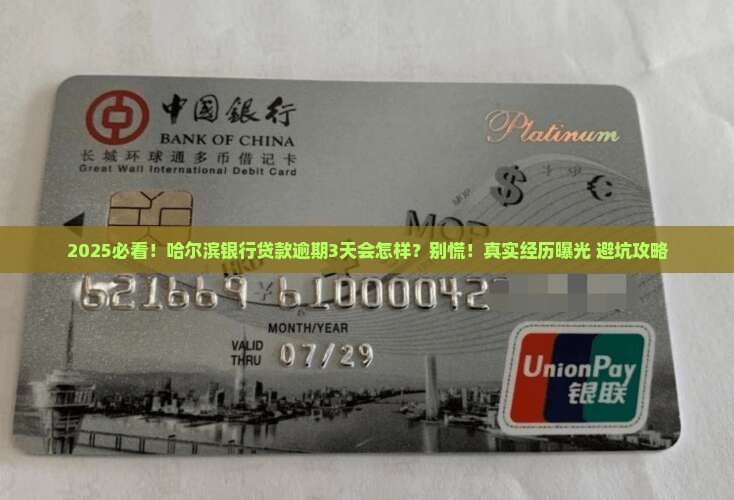 中国銀行
BANK OF CHINA
长城环球通多币借记卡
Great Wall International Debit Card
Platinum
MOP
$
€
MOP
2025必看！哈尔滨银行贷款逾期3天会怎样？别慌！真实经历曝光 避坑攻略
621669 61000042
MONTH/YEAR
VALID
THRU 07/29
UnionPay
银联